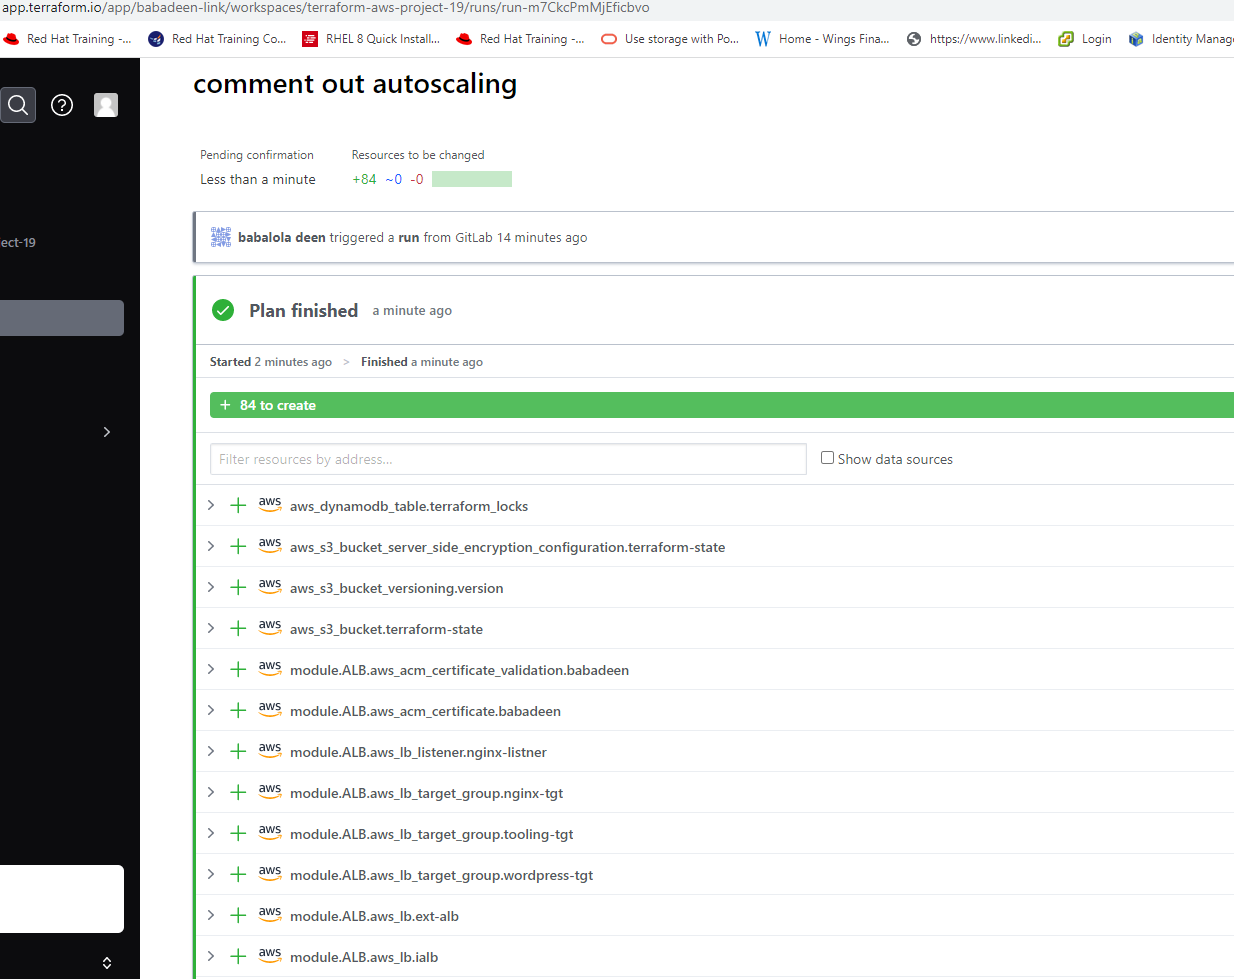 app.terraform.io/app/babadeen-link/workspaces/terraform-aws-project-19/runs/run-m7CkcPmMjEficbvo
Red Hat Training -... Red Hat Training Co... RHEL 8 Quick Install... Red Hat Training -... Use storage with Po... Home - Wings Fina... https://www.linkedi... Login Identity Manag
comment out autoscaling
Pending confirmation Resources to be changed
Less than a minute +84 ~0 -0
ect-19
babalola deen triggered a run from GitLab 14 minutes ago
Plan finished a minute ago
Started 2 minutes ago > Finished a minute ago
+ 84 to create
Filter resources by address... Show data sources
aws aws_dynamodb_table.terraform_locks
aws aws_s3_bucket_server_side_encryption_configuration.terraform-state
aws aws_s3_bucket_versioning.version
aws aws_s3_bucket.terraform-state
aws module.ALB.aws_acm_certificate_validation.babadeen
aws module.ALB.aws_acm_certificate.babadeen
aws module.ALB.aws_lb_listener.nginx-listner
aws module.ALB.aws_lb_target_group.nginx-tgt
aws module.ALB.aws_lb_target_group.tooling-tgt
aws module.ALB.aws_lb_target_group.wordpress-tgt
aws module.ALB.aws_lb.ext-alb
aws module.ALB.aws_lb.ialb